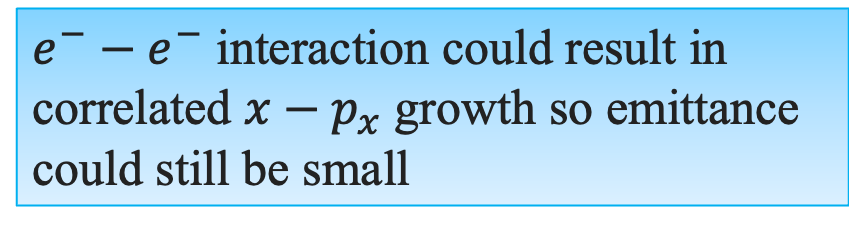 e⁻ – e⁻ interaction could result in
correlated x – pₓ growth so emittance
could still be small